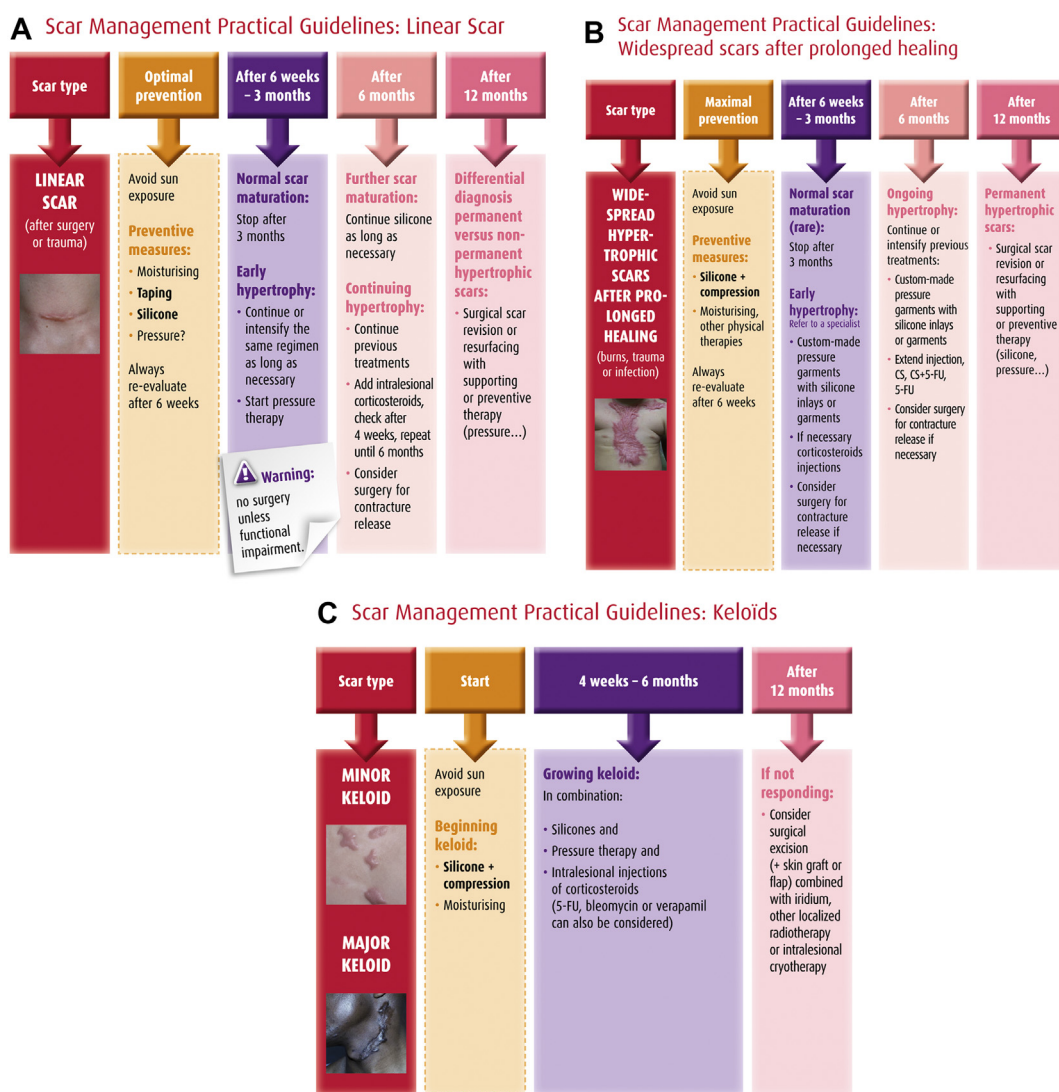 A Scar Management Practical Guidelines: Linear Scar
Scar type
Optimal
prevention
After 6 weeks
– 3 months
After
6 months
After
12 months
LINEAR
SCAR
(after surgery
or trauma)
Avoid sun
exposure
Preventive
measures:
• Moisturising
• Taping
• Silicone
• Pressure?
Always
re-evaluate
after 6 weeks
Normal scar
maturation:
Stop after
3 months
Early
hypertrophy:
• Continue or
intensify the
same regimen
as long as
necessary
• Start pressure
therapy
Warning:
no surgery
unless
functional
impairment.
Further scar
maturation:
Continue silicone
as long as
necessary
Continuing
hypertrophy:
• Continue
previous
treatments
• Add intralesional
corticosteroids,
check after
4 weeks, repeat
until 6 months
• Consider
surgery for
contracture
release
Differential
diagnosis
permanent
versus non-
permanent
hypertrophic
scars:
• Surgical scar
revision or
resurfacing
with
supporting
or preventive
therapy
(pressure...)
B Scar Management Practical Guidelines:
Widespread scars after prolonged healing
Scar type
Maximal
prevention
After 6 weeks
– 3 months
After
6 months
After
12 months
WIDE-
SPREAD
HYPER-
TROPHIC
SCARS
AFTER PRO-
LONGED
HEALING
(burns, trauma
or infection)
Avoid sun
exposure
Preventive
measures:
• Silicone +
compression
• Moisturising,
other physical
therapies
Always
re-evaluate
after 6 weeks
Normal scar
maturation
(rare):
Stop after
3 months
Early
hypertrophy:
Refer to a specialist
• Custom-made
pressure
garments
with silicone
inlays or
garments
• If necessary
corticosteroids
injections
• Consider
surgery for
contracture
release if
necessary
Ongoing
hypertrophy:
Continue or
intensify previous
treatments:
• Custom-made
pressure
garments with
silicone inlays
or garments
• Extend injection,
CS, CS+5-FU,
5-FU
• Consider surgery
for contracture
release if
necessary
Permanent
hypertrophic
scars:
• Surgical scar
revision or
resurfacing
with
supporting
or preventive
therapy
(silicone,
pressure...)
C Scar Management Practical Guidelines: Keloïds
Scar type
Start
4 weeks – 6 months
After
12 months
MINOR
KELOID
MAJOR
KELOID
Avoid sun
exposure
Beginning
keloid:
• Silicone +
compression
• Moisturising
Growing keloid:
In combination:
• Silicones and
• Pressure therapy and
• Intralesional injections
of corticosteroids
(5-FU, bleomycin or verapamil
can also be considered)
If not
responding:
• Consider
surgical
excision
(+ skin graft or
flap) combined
with iridium,
other localized
radiotherapy
or intralesional
cryotherapy